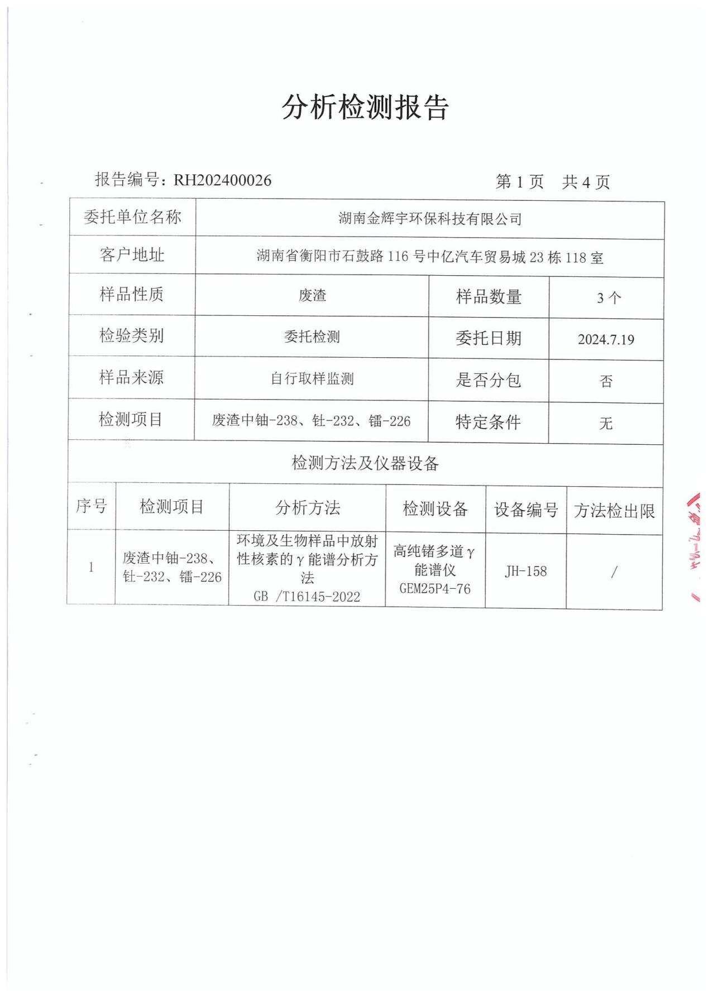 分析检测报告
报告编号：RH202400026 第 1 页 共 4 页
委托单位名称 湖南金辉宇环保科技有限公司
客户地址 湖南省衡阳市石鼓路 116 号中亿汽车贸易城 23 栋 118 室
样品性质 废渣 样品数量 3 个
检验类别 委托检测 委托日期 2024.7.19
样品来源 自行取样监测 是否分包 否
检测项目 废渣中铀-238、钍-232、镭-226 特定条件 无
检测方法及仪器设备
序号 检测项目 分析方法 检测设备 设备编号 方法检出限
1
废渣中铀-238、
钍-232、镭-226
环境及生物样品中放射
性核素的 γ 能谱分析方
法
GB /T16145-2022
高纯锗多道 γ
能谱仪
GEM25P4-76
JH-158
/